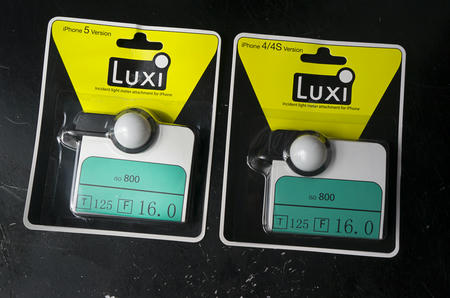 iPhone 5 Version
Luxi
Incident light meter attachment for iPhone
ISO 800
T 125 F 16.0
iPhone 4/4S Version
Luxi
Incident light meter attachment for iPhone
ISO 800
T 125 F 16.0